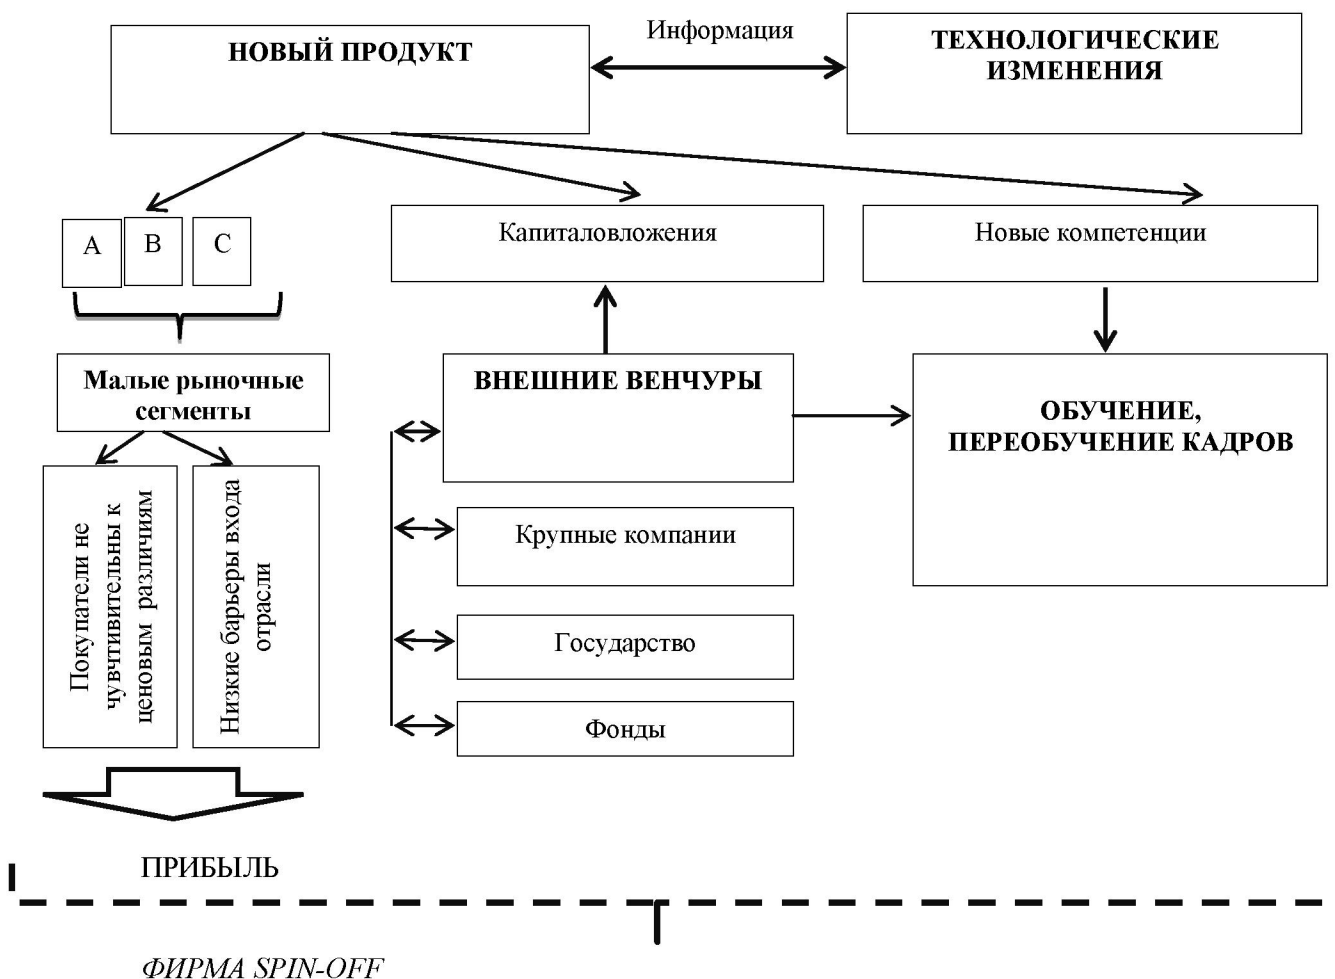 НОВЫЙ ПРОДУКТ
Информация
ТЕХНОЛОГИЧЕСКИЕ
ИЗМЕНЕНИЯ
A
B
C
Капиталовложения
Новые компетенции
Малые рыночные
сегменты
ВНЕШНИЕ ВЕНЧУРЫ
ОБУЧЕНИЕ,
ПЕРЕОБУЧЕНИЕ КАДРОВ
Покупатели не
чувчтивительны к
ценовым различиям
Низкие барьеры входа
отрасли
Крупные компании
Государство
Фонды
ПРИБЫЛЬ
ФИРМА SPIN-OFF